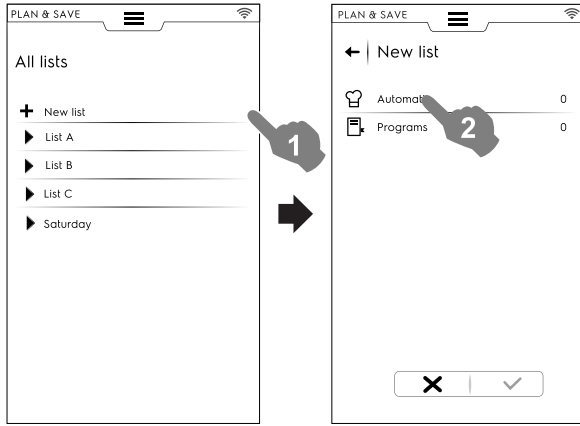 PLAN & SAVE
All lists
New list
List A
List B
List C
Saturday
1
PLAN & SAVE
New list
Automati 0
Programs 0
2